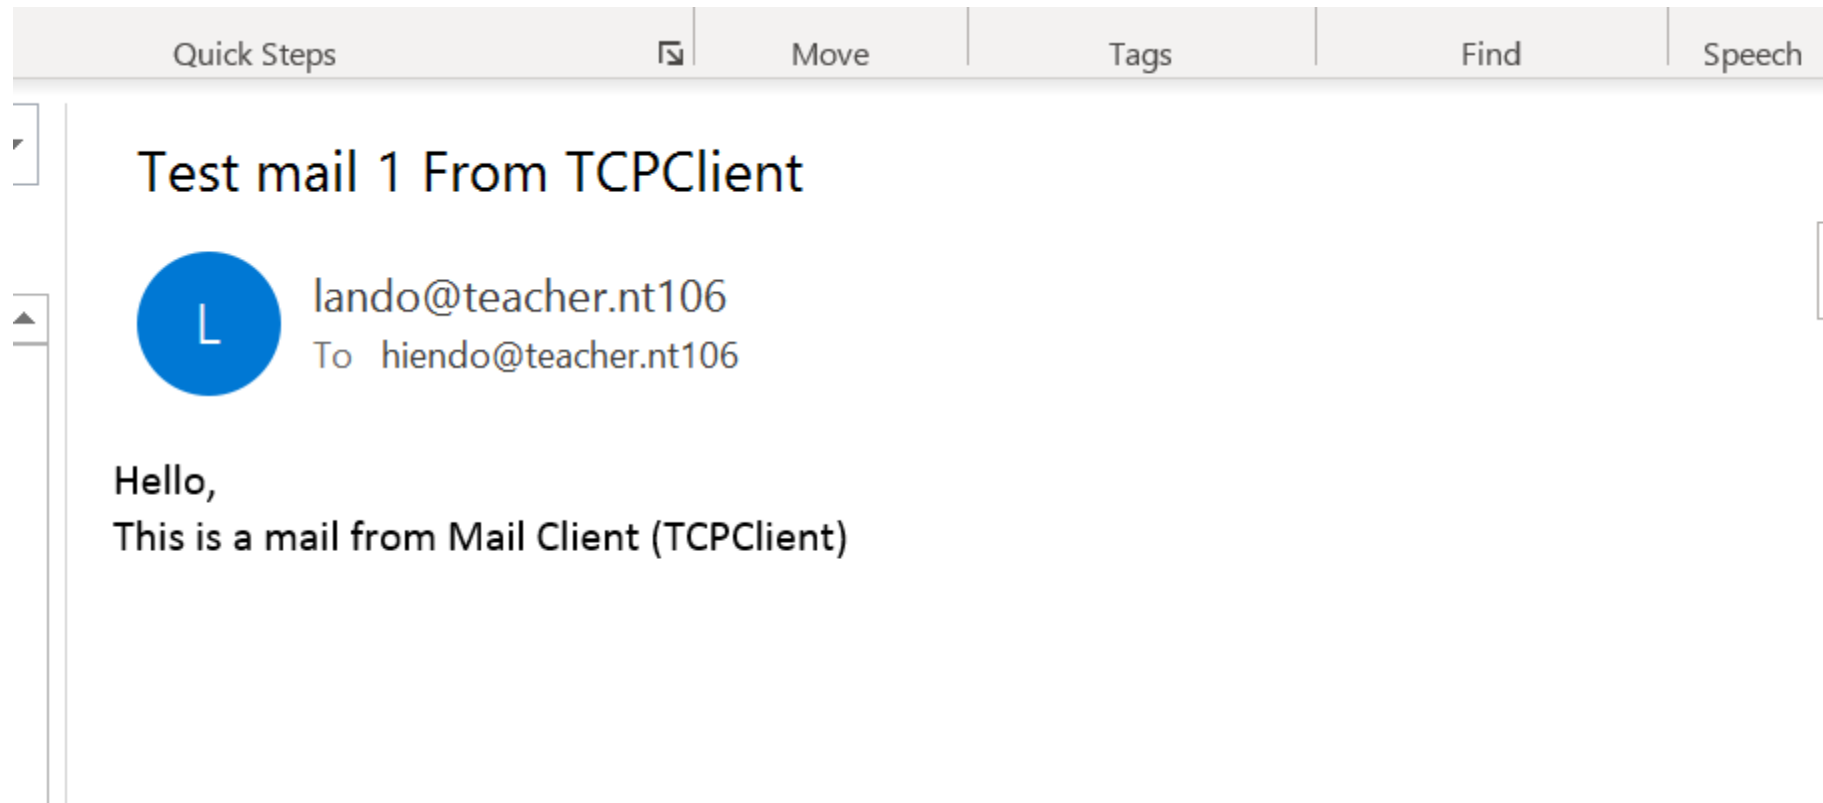 Quick Steps Move Tags Find Speech
Test mail 1 From TCPClient
L
lando@teacher.nt106
To hiendo@teacher.nt106
Hello,
This is a mail from Mail Client (TCPClient)